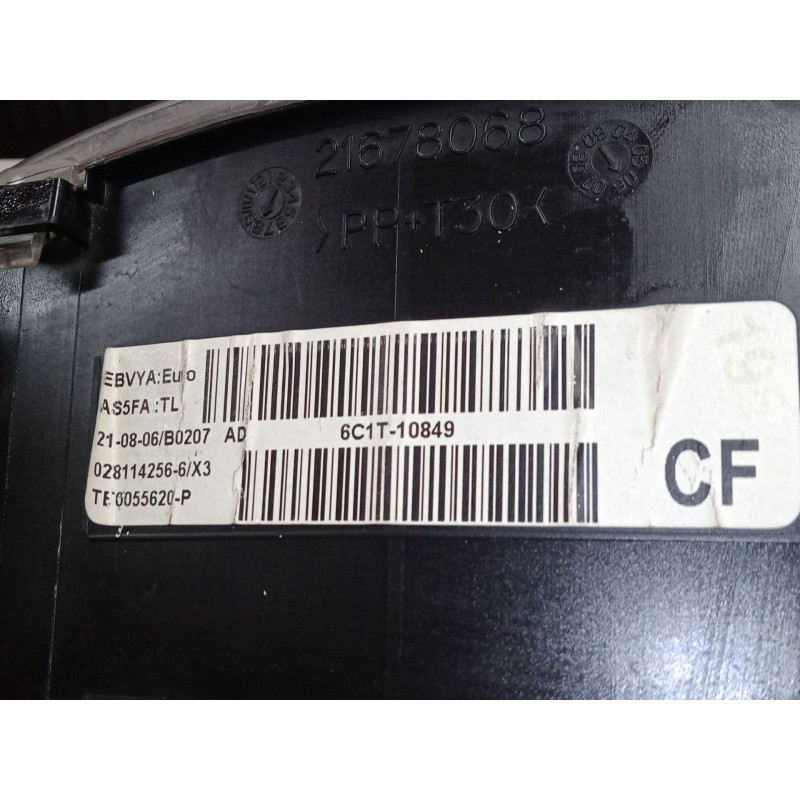 21678068
>PP+T30<
EBVYA:Euro
AS5FA:TL
21-08-06/B0207 AD
6C1T-10849
028114256-6/X3
CF